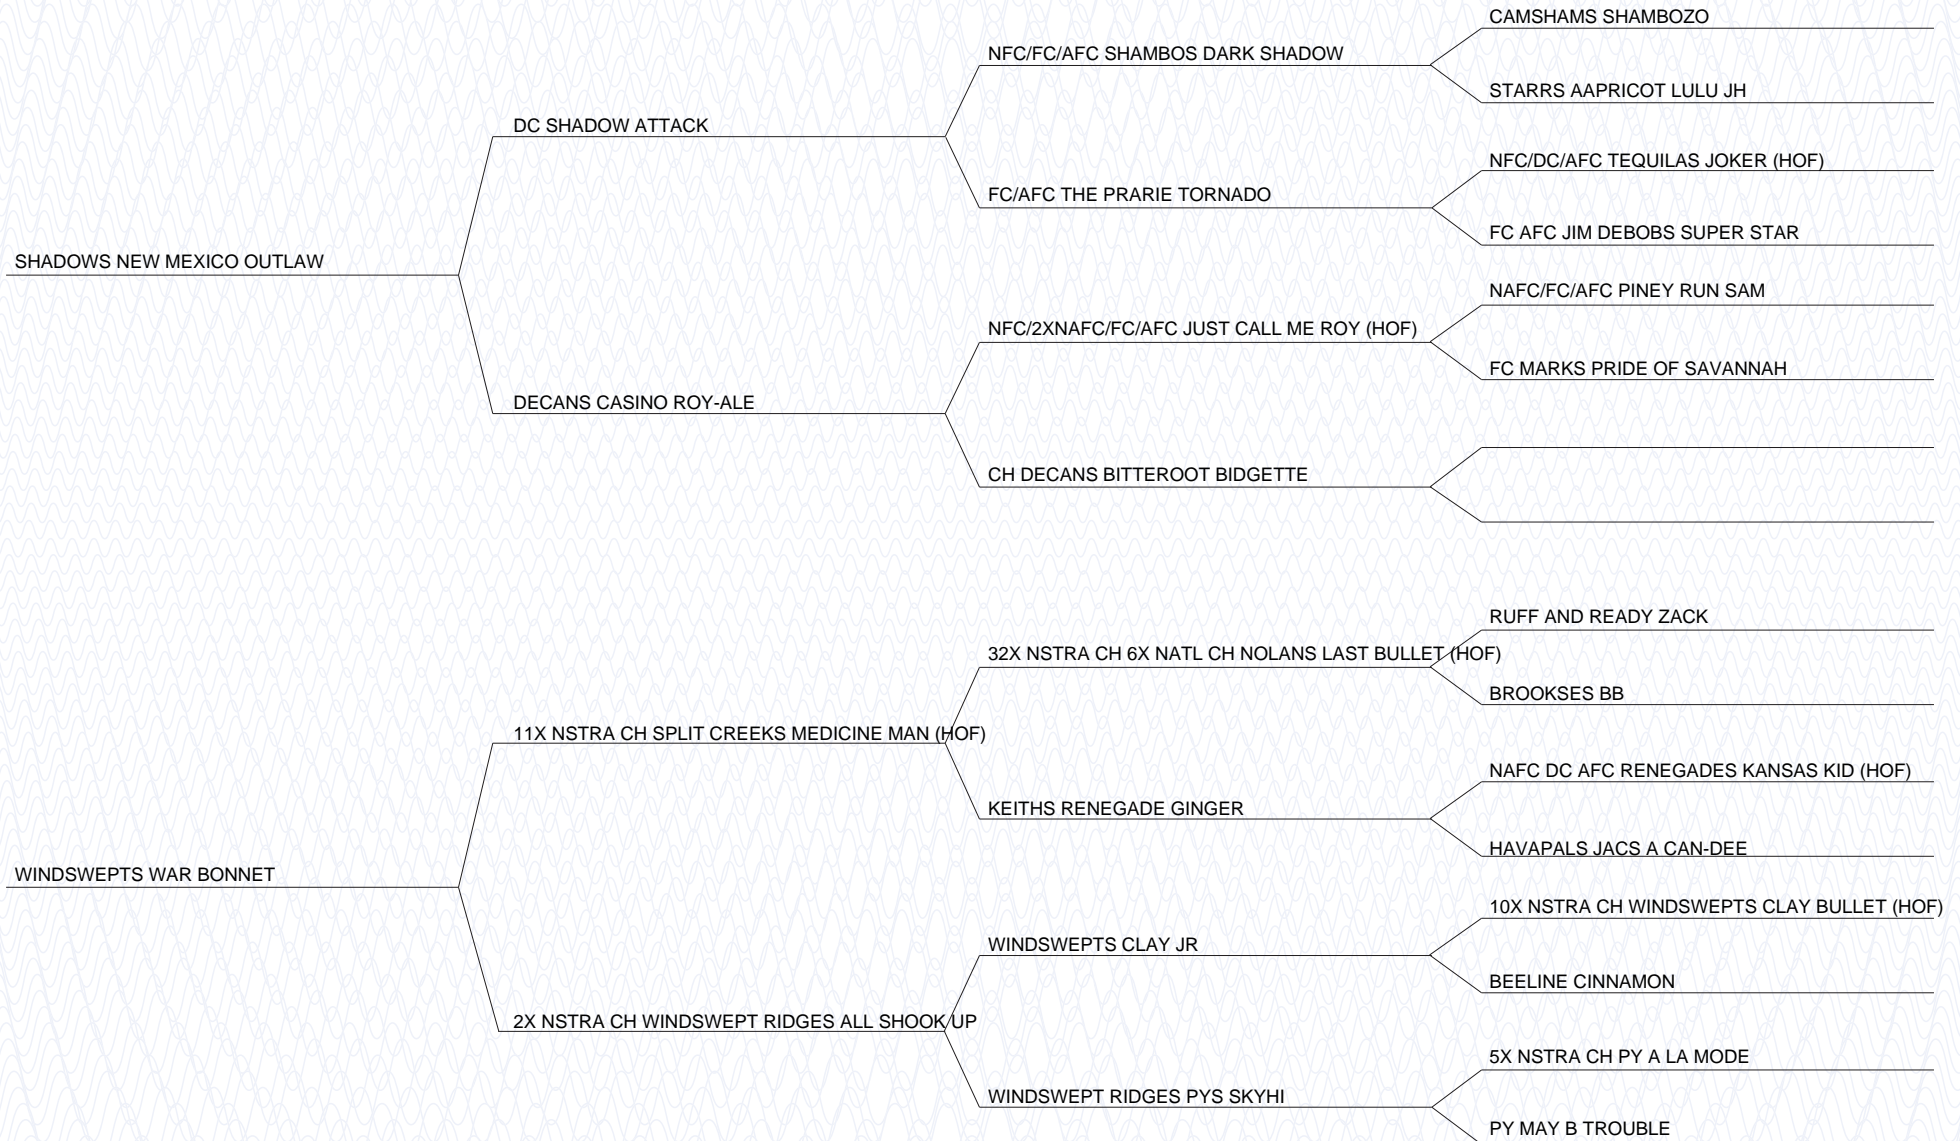 CAMSHAMS SHAMBOZO
NFC/FC/AFC SHAMBOS DARK SHADOW
STARRS AAPRICOT LULU JH
DC SHADOW ATTACK
NFC/DC/AFC TEQUILAS JOKER (HOF)
FC/AFC THE PRARIE TORNADO
FC AFC JIM DEBOBS SUPER STAR
SHADOWS NEW MEXICO OUTLAW
NAFC/FC/AFC PINEY RUN SAM
NFC/2XNAFC/FC/AFC JUST CALL ME ROY (HOF)
FC MARKS PRIDE OF SAVANNAH
DECANS CASINO ROY-ALE
CH DECANS BITTEROOT BIDGETTE
RUFF AND READY ZACK
32X NSTRA CH 6X NATL CH NOLANS LAST BULLET (HOF)
BROOKSES BB
11X NSTRA CH SPLIT CREEKS MEDICINE MAN (HOF)
NAFC DC AFC RENEGADES KANSAS KID (HOF)
KEITHS RENEGADE GINGER
HAVAPALS JACS A CAN-DEE
WINDSWEPTS WAR BONNET
10X NSTRA CH WINDSWEPTS CLAY BULLET (HOF)
WINDSWEPTS CLAY JR
BEELINE CINNAMON
2X NSTRA CH WINDSWEPT RIDGES ALL SHOOK UP
5X NSTRA CH PY A LA MODE
WINDSWEPT RIDGES PYS SKYHI
PY MAY B TROUBLE